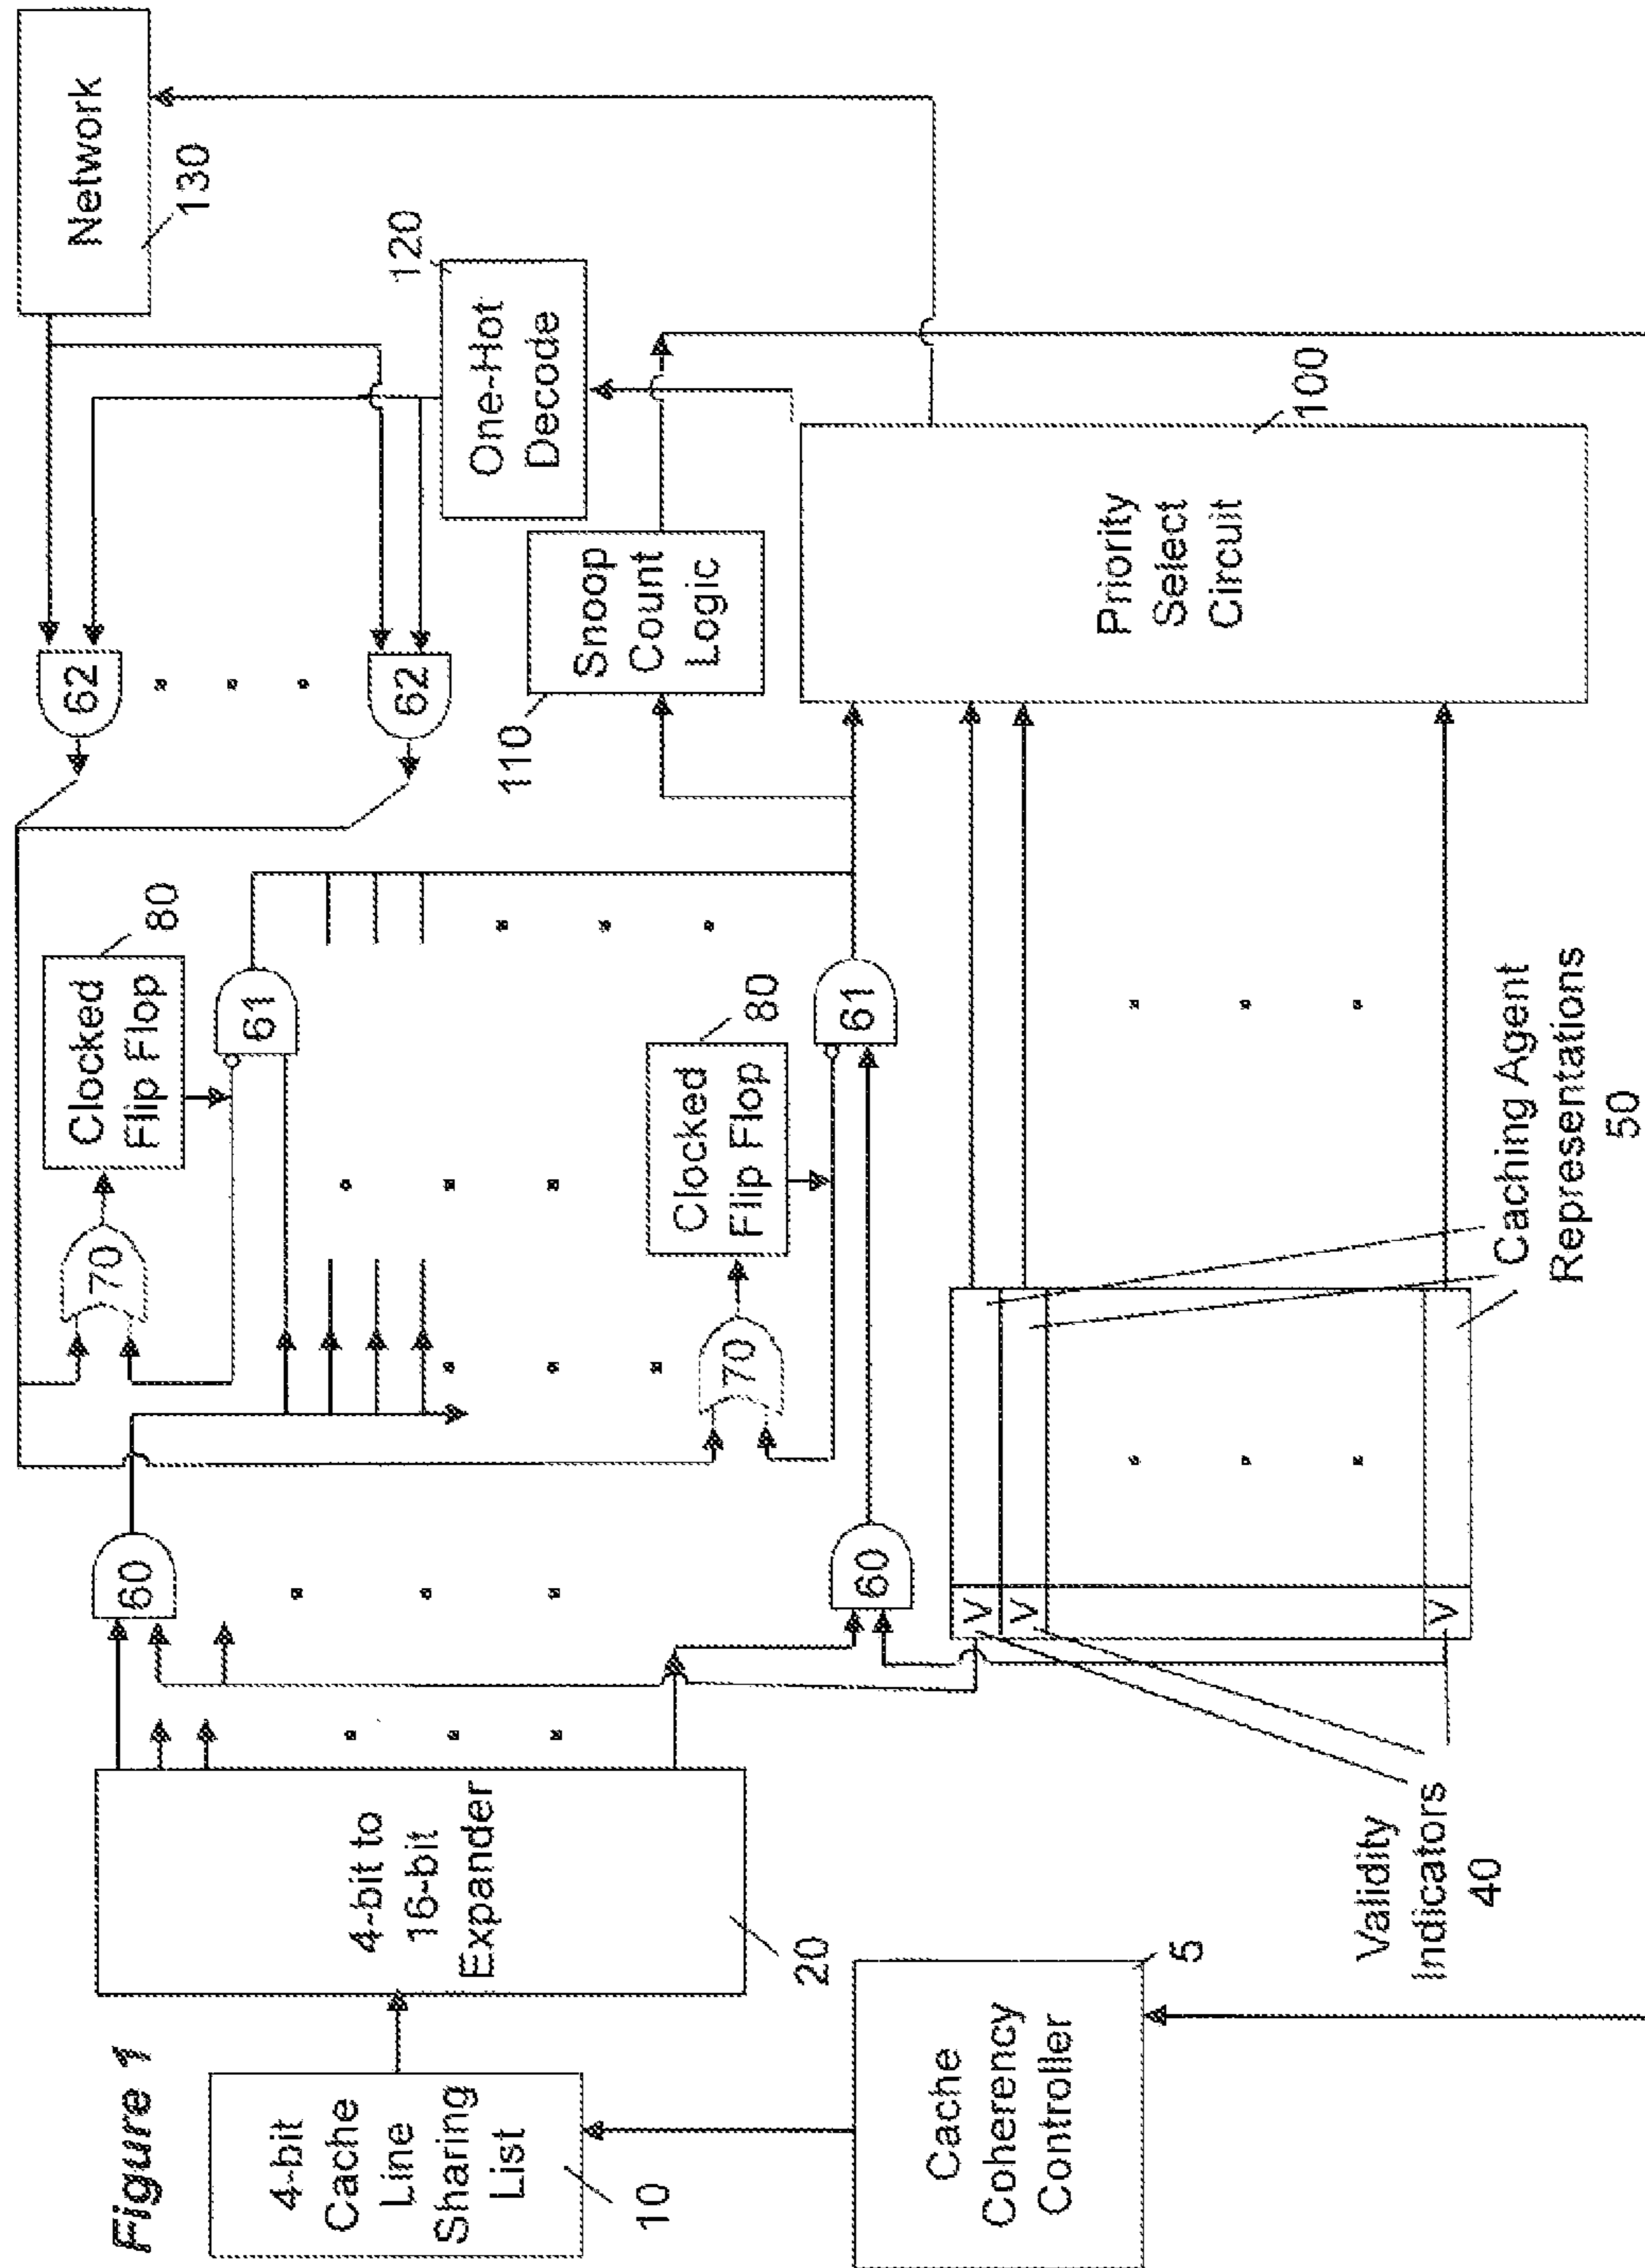 Figure 1
4-bit
Cache
Line
Sharing
List
10
4-bit to
16-bit
Expander
20
Cache
Coherency
Controller
5
Validity
Indicators
40
V
V
V
Caching Agent
Representations
50
60
60
70
70
Clocked
Flip Flop
80
Clocked
Flip Flop
80
61
61
62
62
Snoop
Count
Logic
110
One-Hot
Decode
120
Priority
Select
Circuit
100
Network
130